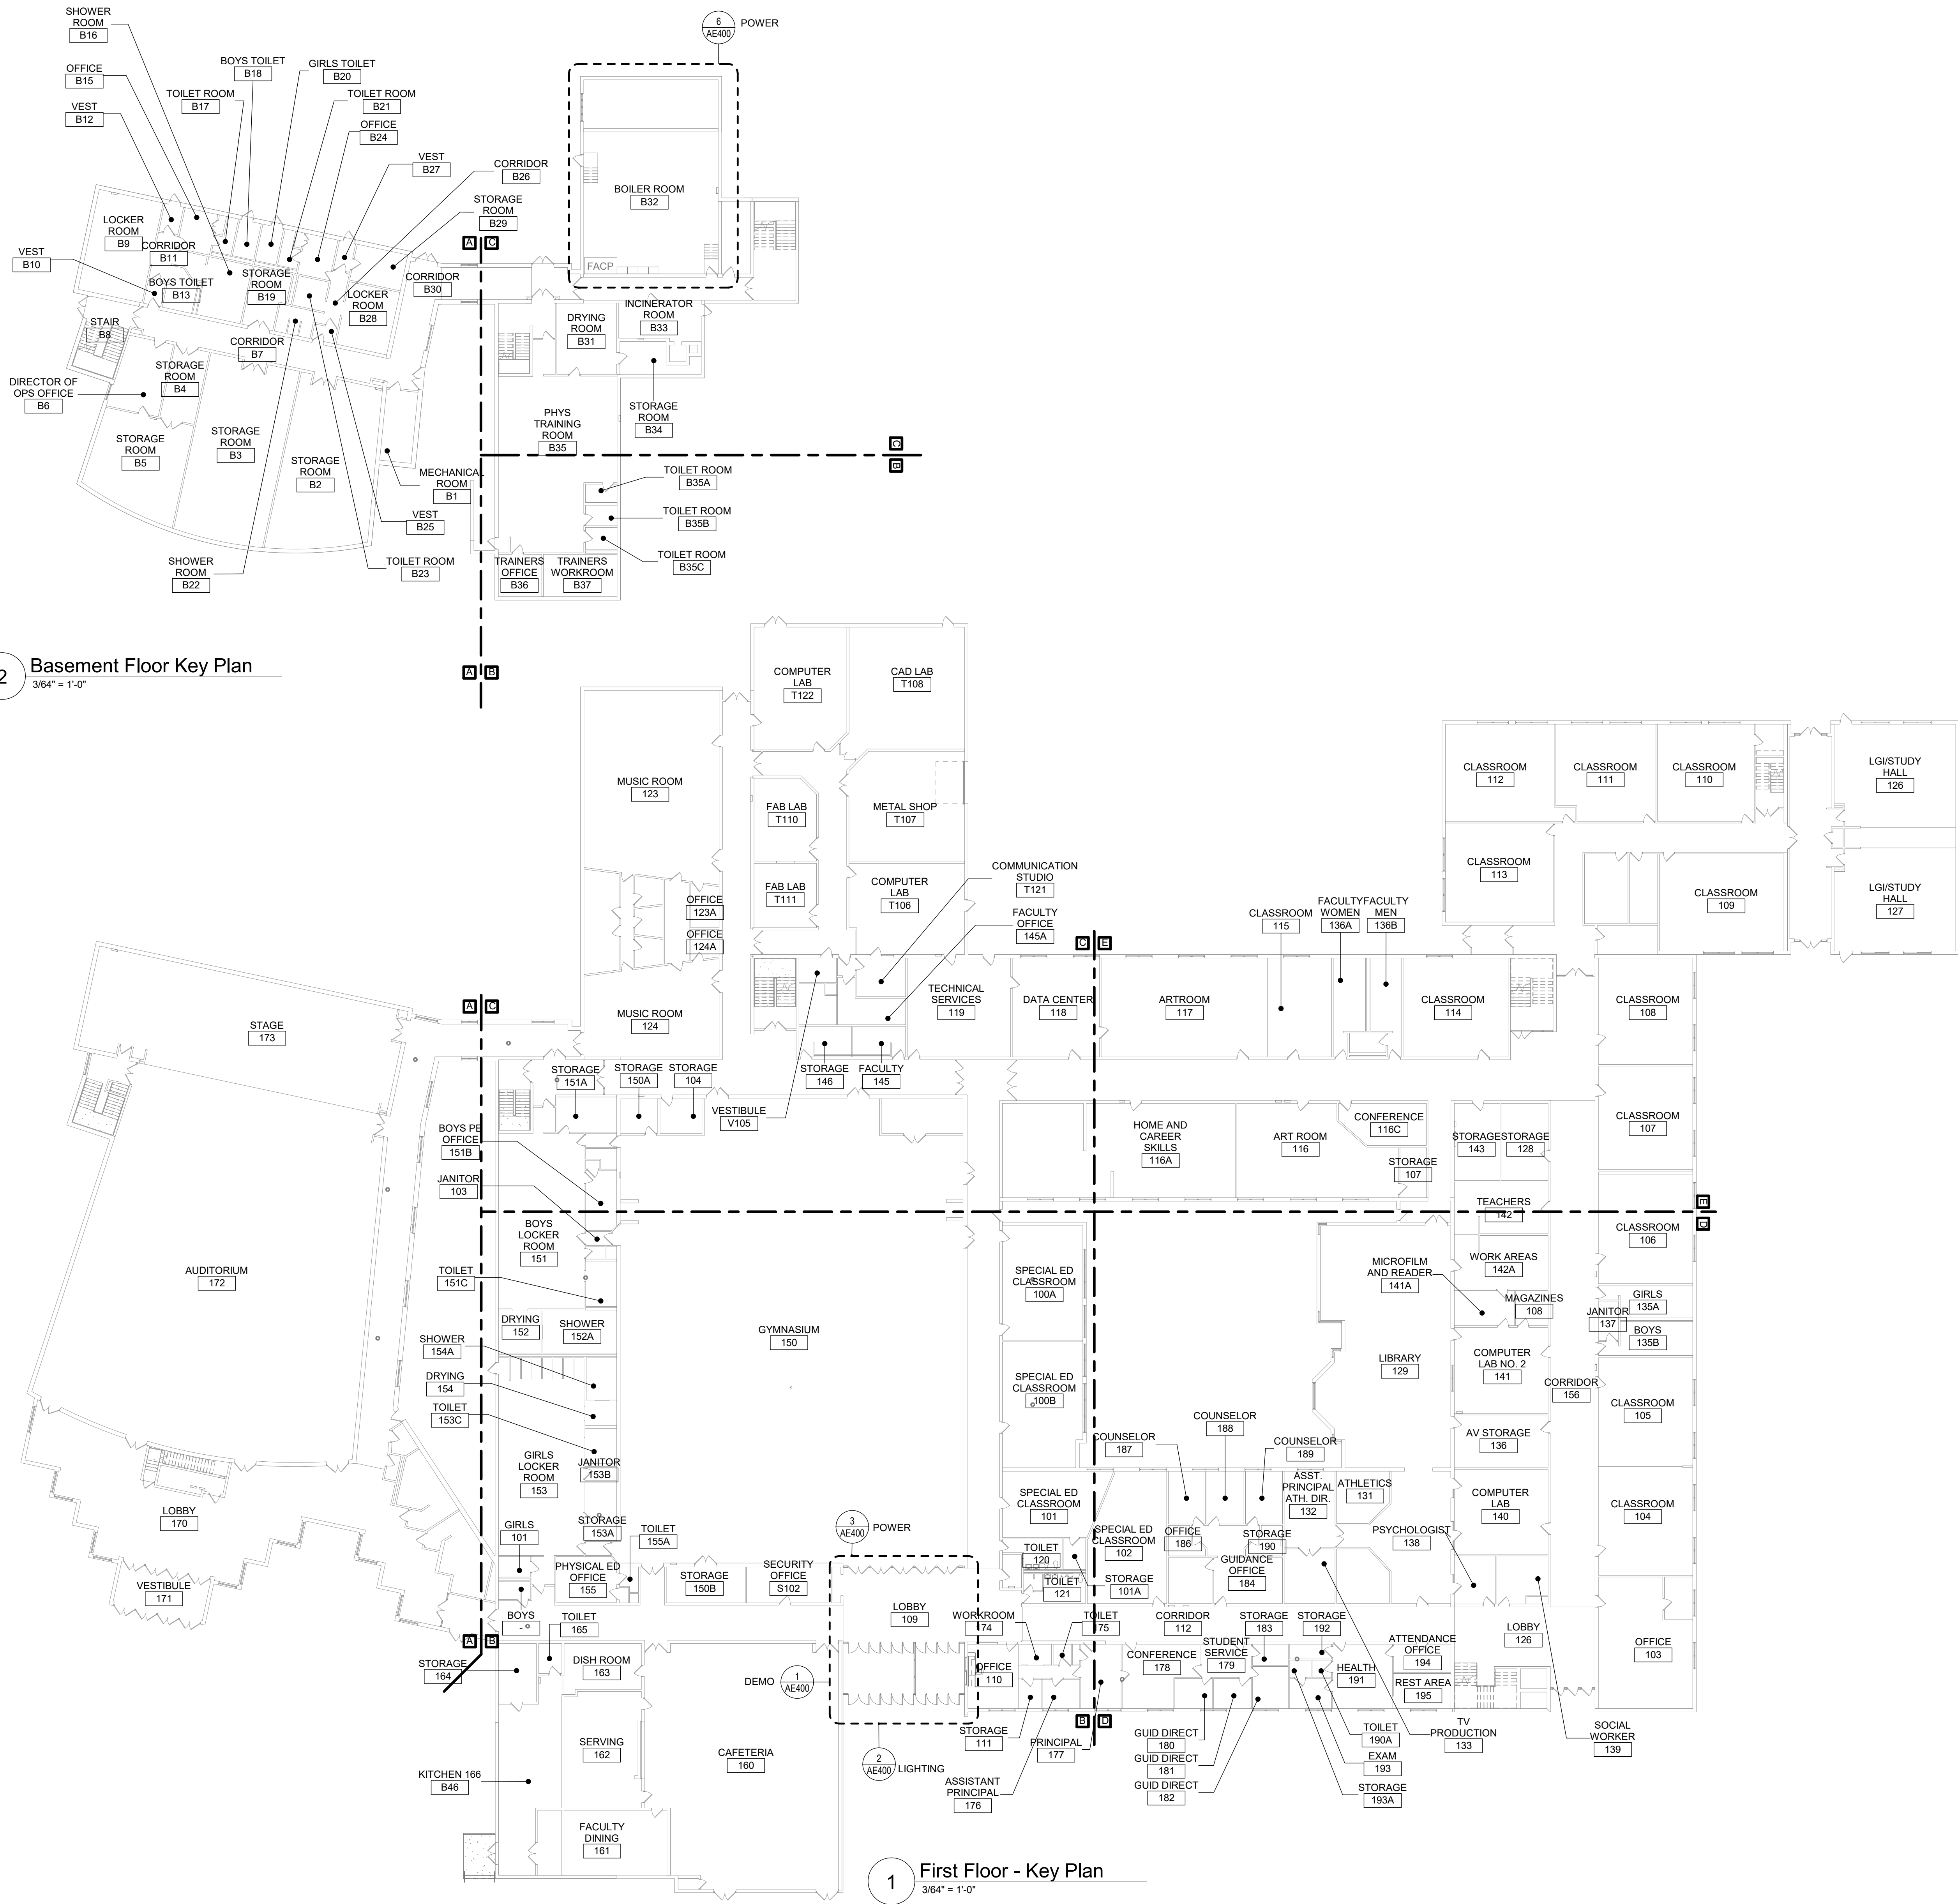 SHOWER
ROOM
B16
OFFICE
B15
VEST
B12
TOILET ROOM
B17
BOYS TOILET
B18
GIRLS TOILET
B20
TOILET ROOM
B21
OFFICE
B24
VEST
B27
CORRIDOR
B26
STORAGE
ROOM
B29
6
AE400
POWER
BOILER ROOM
B32
FACP
LOCKER
ROOM
B9
CORRIDOR
B11
VEST
B10
BOYS TOILET
B13
STORAGE
ROOM
B19
LOCKER
ROOM
B28
CORRIDOR
B30
A
C
STAIR
B8
CORRIDOR
B7
STORAGE
ROOM
B4
DIRECTOR OF
OPS OFFICE
B6
STORAGE
ROOM
B5
STORAGE
ROOM
B3
STORAGE
ROOM
B2
MECHANICAL
ROOM
B1
VEST
B25
TOILET ROOM
B23
SHOWER
ROOM
B22
DRYING
ROOM
B31
INCINERATOR
ROOM
B33
STORAGE
ROOM
B34
PHYS
TRAINING
ROOM
B35
C
B
TOILET ROOM
B35A
TOILET ROOM
B35B
TOILET ROOM
B35C
TRAINERS
OFFICE
B36
TRAINERS
WORKROOM
B37
A
B
2
Basement Floor Key Plan
3/64" = 1'-0"
COMPUTER
LAB
T122
CAD LAB
T108
MUSIC ROOM
123
FAB LAB
T110
METAL SHOP
T107
FAB LAB
T111
COMPUTER
LAB
T106
OFFICE
123A
OFFICE
124A
MUSIC ROOM
124
COMMUNICATION
STUDIO
T121
FACULTY
OFFICE
145A
C
E
CLASSROOM
115
FACULTY
WOMEN
136A
FACULTY
MEN
136B
CLASSROOM
112
CLASSROOM
111
CLASSROOM
110
LGI/STUDY
HALL
126
CLASSROOM
113
CLASSROOM
109
LGI/STUDY
HALL
127
TECHNICAL
SERVICES
119
DATA CENTER
118
ARTROOM
117
CLASSROOM
114
CLASSROOM
108
A
C
STAGE
173
STORAGE
151A
STORAGE
150A
STORAGE
104
VESTIBULE
V105
STORAGE
146
FACULTY
145
BOYS PE
OFFICE
151B
JANITOR
103
HOME AND
CAREER
SKILLS
116A
ART ROOM
116
CONFERENCE
116C
STORAGE
107
STORAGE
143
STORAGE
128
CLASSROOM
107
TEACHERS
142
E
D
BOYS
LOCKER
ROOM
151
TOILET
151C
AUDITORIUM
172
DRYING
152
SHOWER
152A
SHOWER
154A
DRYING
154
TOILET
153C
GYMNASIUM
150
SPECIAL ED
CLASSROOM
100A
SPECIAL ED
CLASSROOM
100B
MICROFILM
AND READER
141A
WORK AREAS
142A
MAGAZINES
108
CLASSROOM
106
GIRLS
135A
JANITOR
137
BOYS
135B
LIBRARY
129
COMPUTER
LAB NO. 2
141
CORRIDOR
156
CLASSROOM
105
COUNSELOR
187
COUNSELOR
188
COUNSELOR
189
AV STORAGE
136
GIRLS
LOCKER
ROOM
153
JANITOR
153B
SPECIAL ED
CLASSROOM
101
ASST.
PRINCIPAL
ATH. DIR.
132
ATHLETICS
131
COMPUTER
LAB
140
CLASSROOM
104
LOBBY
170
GIRLS
101
STORAGE
153A
TOILET
155A
3
AE400
POWER
SPECIAL ED
CLASSROOM
102
OFFICE
186
STORAGE
190
PSYCHOLOGIST
138
TOILET
120
TOILET
121
STORAGE
101A
GUIDANCE
OFFICE
184
VESTIBULE
171
PHYSICAL ED
OFFICE
155
STORAGE
150B
SECURITY
OFFICE
S102
LOBBY
109
BOYS
-
TOILET
165
A
B
WORKROOM
174
TOILET
175
CORRIDOR
112
STORAGE
183
STORAGE
192
LOBBY
126
OFFICE
103
STORAGE
164
DISH ROOM
163
DEMO
1
AE400
OFFICE
110
CONFERENCE
178
STUDENT
SERVICE
179
HEALTH
191
ATTENDANCE
OFFICE
194
REST AREA
195
STORAGE
111
PRINCIPAL
177
B
D
GUID DIRECT
180
GUID DIRECT
181
GUID DIRECT
182
TOILET
190A
EXAM
193
STORAGE
193A
TV
PRODUCTION
133
SOCIAL
WORKER
139
ASSISTANT
PRINCIPAL
176
KITCHEN 166
B46
SERVING
162
CAFETERIA
160
2
AE400
LIGHTING
FACULTY
DINING
161
1
First Floor - Key Plan
3/64" = 1'-0"